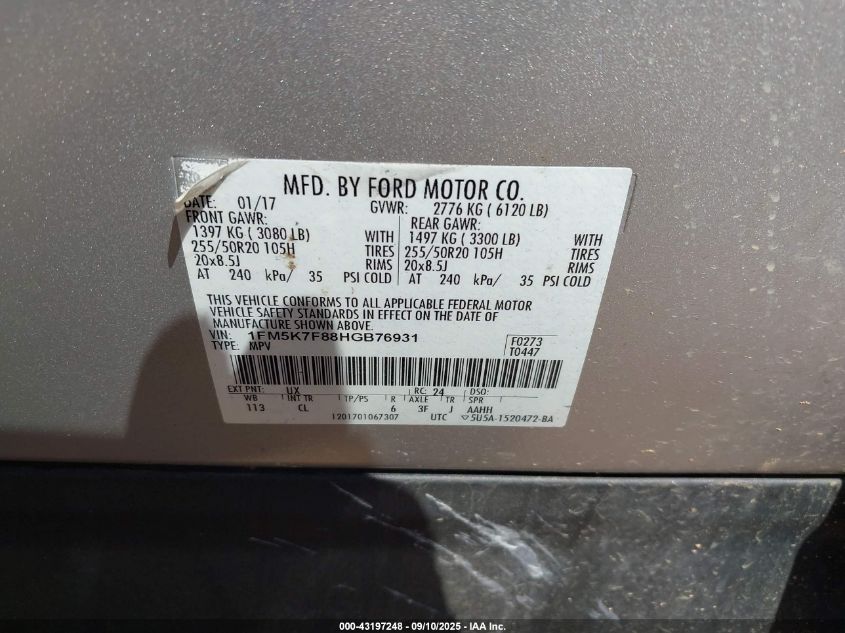 MFD. BY FORD MOTOR CO.
DATE: 01/17 GVWR: 2776 KG ( 6120 LB)
FRONT GAWR: REAR GAWR:
1397 KG ( 3080 LB) WITH 1497 KG ( 3300 LB) WITH
255/50R20 105H TIRES 255/50R20 105H TIRES
20x8.5J RIMS 20x8.5J RIMS
AT 240 kPa/ 35 PSI COLD AT 240 kPa/ 35 PSI COLD
THIS VEHICLE CONFORMS TO ALL APPLICABLE FEDERAL MOTOR
VEHICLE SAFETY STANDARDS IN EFFECT ON THE DATE OF
MANUFACTURE SHOWN ABOVE.
VIN: 1FM5K7F88HGB76931 F0273
TYPE: MPV T0447
EXT PNT: UX RC: 24 DSO:
WB INT TR TP/PS R AXLE TR SPR
113 CL 6 3F J AAHH
1201701067307 UTC ▽5U5A-1520472-BA
000-43197248 - 09/10/2025 - IAA Inc.